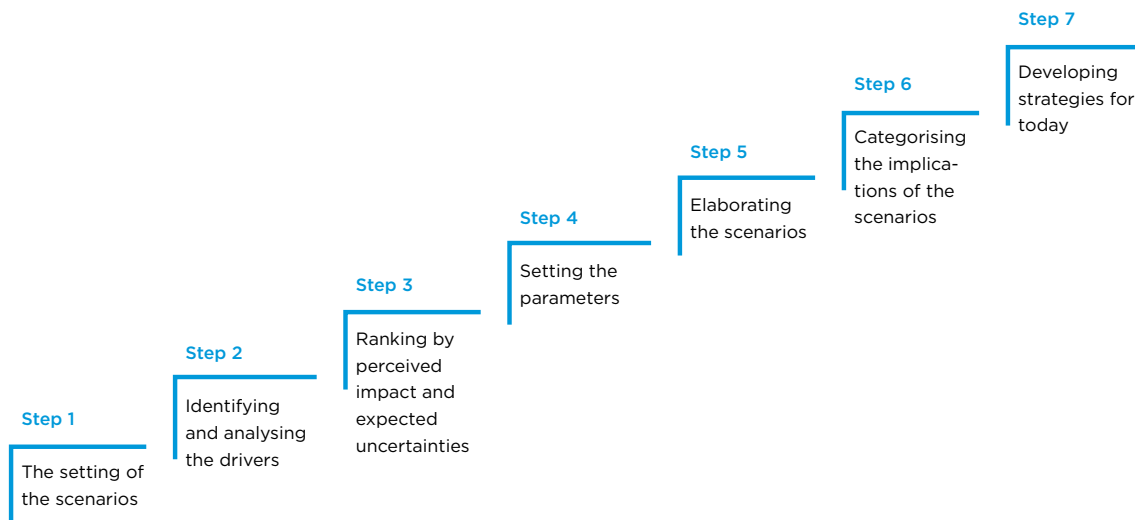 Step 1
The setting of
the scenarios
Step 2
Identifying
and analysing
the drivers
Step 3
Ranking by
perceived
impact and
expected
uncertainties
Step 4
Setting the
parameters
Step 5
Elaborating
the scenarios
Step 6
Categorising
the implica-
tions of the
scenarios
Step 7
Developing
strategies for
today